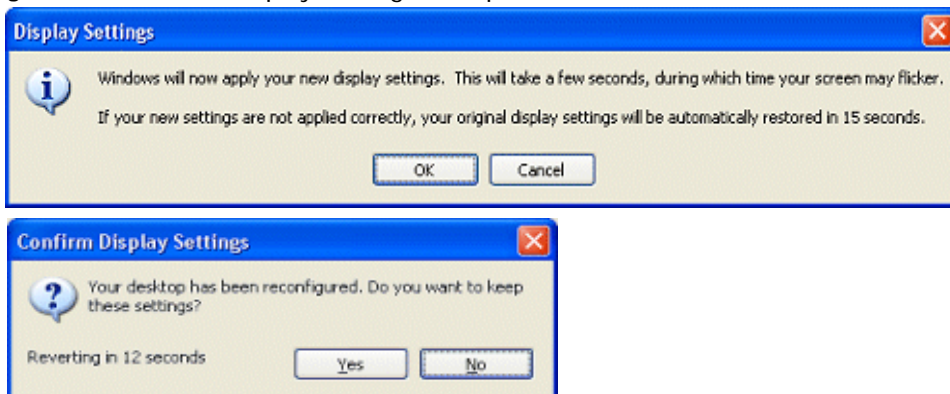 Display Settings
Windows will now apply your new display settings. This will take a few seconds, during which time your screen may flicker.
If your new settings are not applied correctly, your original display settings will be automatically restored in 15 seconds.
OK Cancel
Confirm Display Settings
Your desktop has been reconfigured. Do you want to keep
these settings?
Reverting in 12 seconds Yes No